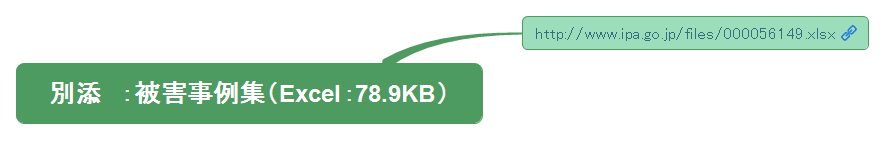 http://www.ipa.go.jp/files/000056149.xlsx
別添　：被害事例集（Excel：78.9KB）